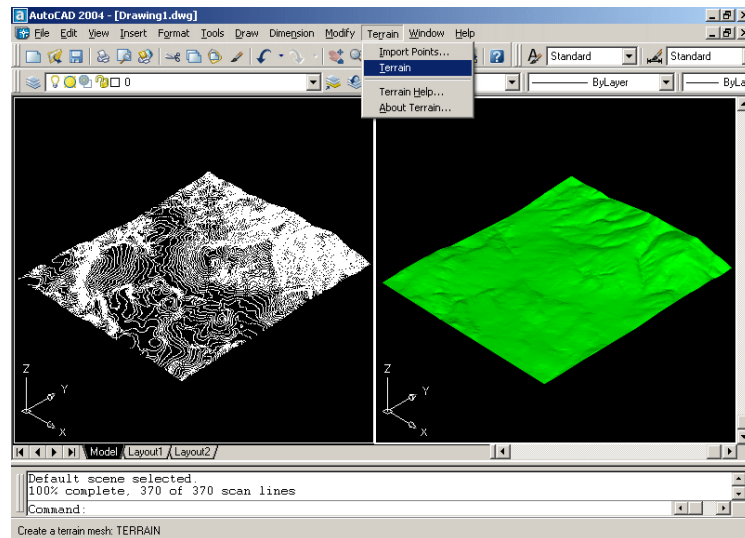 AutoCAD 2004 - [Drawing1.dwg]
File Edit View Insert Format Tools Draw Dimension Modify Terrain Window Help
Import Points...
Terrain
Terrain Help...
About Terrain...
Standard Standard
0 ByLayer ByLa
Z Y X
Z Y X
Model Layout1 Layout2
Default scene selected.
100% complete, 370 of 370 scan lines
Command:
Create a terrain mesh: TERRAIN